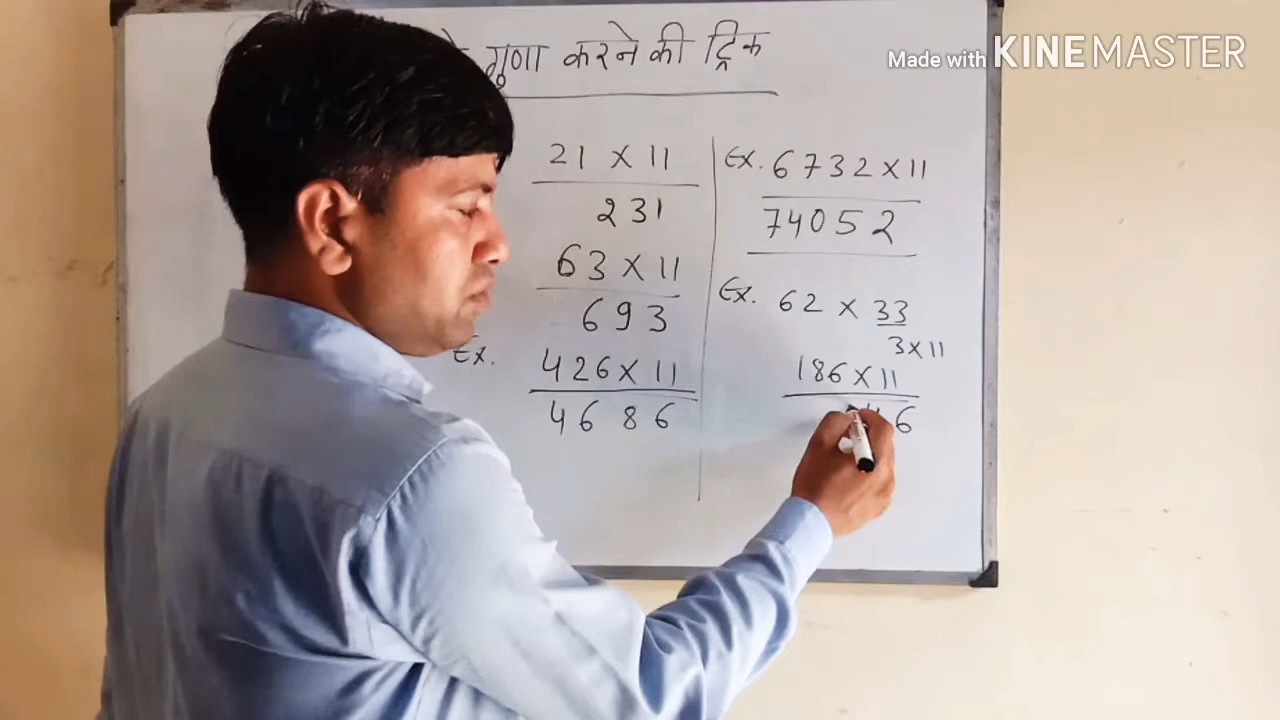 Made with KINEMASTER
गुणा करने की ट्रिक
21 × 11
231
63 × 11
693
Ex.
426 × 11
4686
Ex. 6732 × 11
74052
Ex. 62 × 33
3 × 11
186 × 11
46